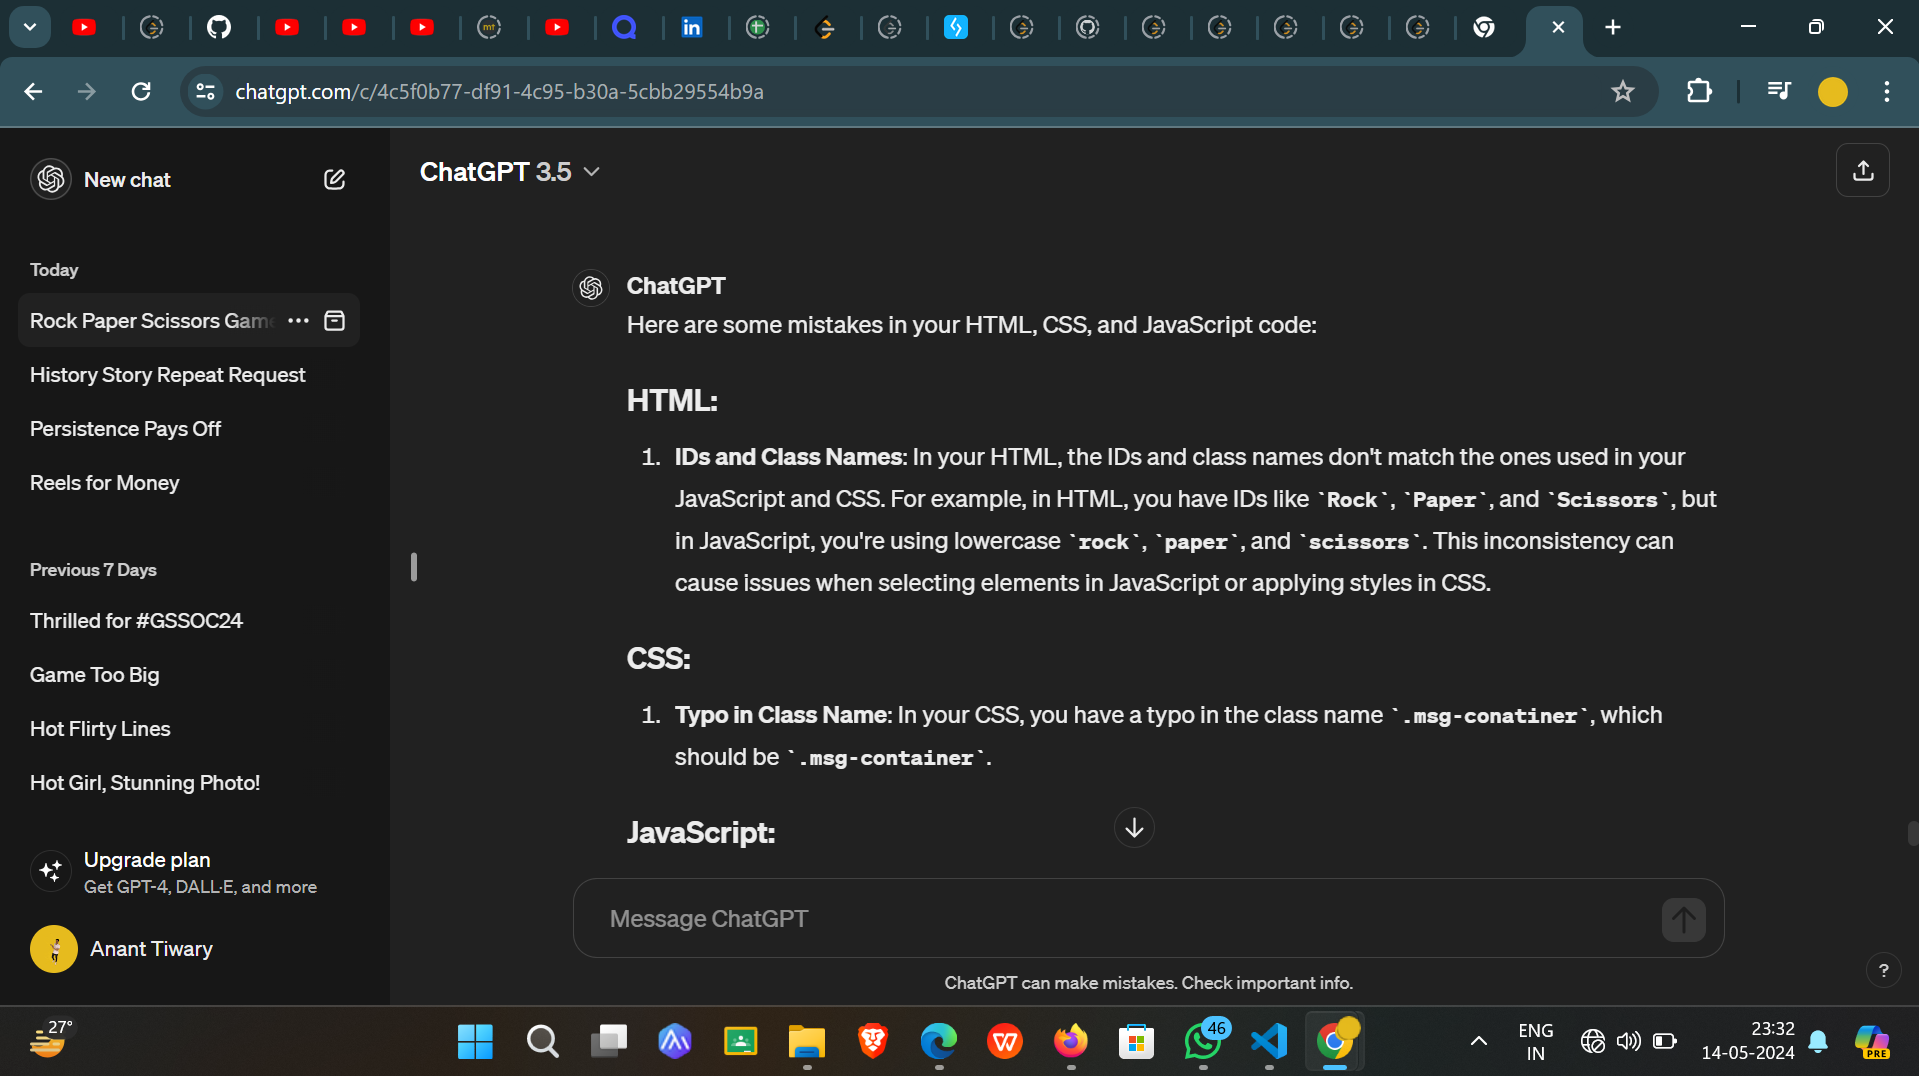 mt
in
chatgpt.com/c/4c5f0b77-df91-4c95-b30a-5cbb29554b9a
New chat
ChatGPT 3.5
Today
Rock Paper Scissors Game
History Story Repeat Request
Persistence Pays Off
Reels for Money
Previous 7 Days
Thrilled for #GSSOC24
Game Too Big
Hot Flirty Lines
Hot Girl, Stunning Photo!
Upgrade plan
Get GPT-4, DALL·E, and more
Anant Tiwary
ChatGPT
Here are some mistakes in your HTML, CSS, and JavaScript code:
HTML:
1. IDs and Class Names: In your HTML, the IDs and class names don't match the ones used in your
JavaScript and CSS. For example, in HTML, you have IDs like `Rock`, `Paper`, and `Scissors`, but
in JavaScript, you're using lowercase `rock`, `paper`, and `scissors`. This inconsistency can
cause issues when selecting elements in JavaScript or applying styles in CSS.
CSS:
1. Typo in Class Name: In your CSS, you have a typo in the class name `.msg-conatiner`, which
should be `.msg-container`.
JavaScript:
Message ChatGPT
ChatGPT can make mistakes. Check important info.
?
27°
W
46
ENG
IN
23:32
14-05-2024
PRE